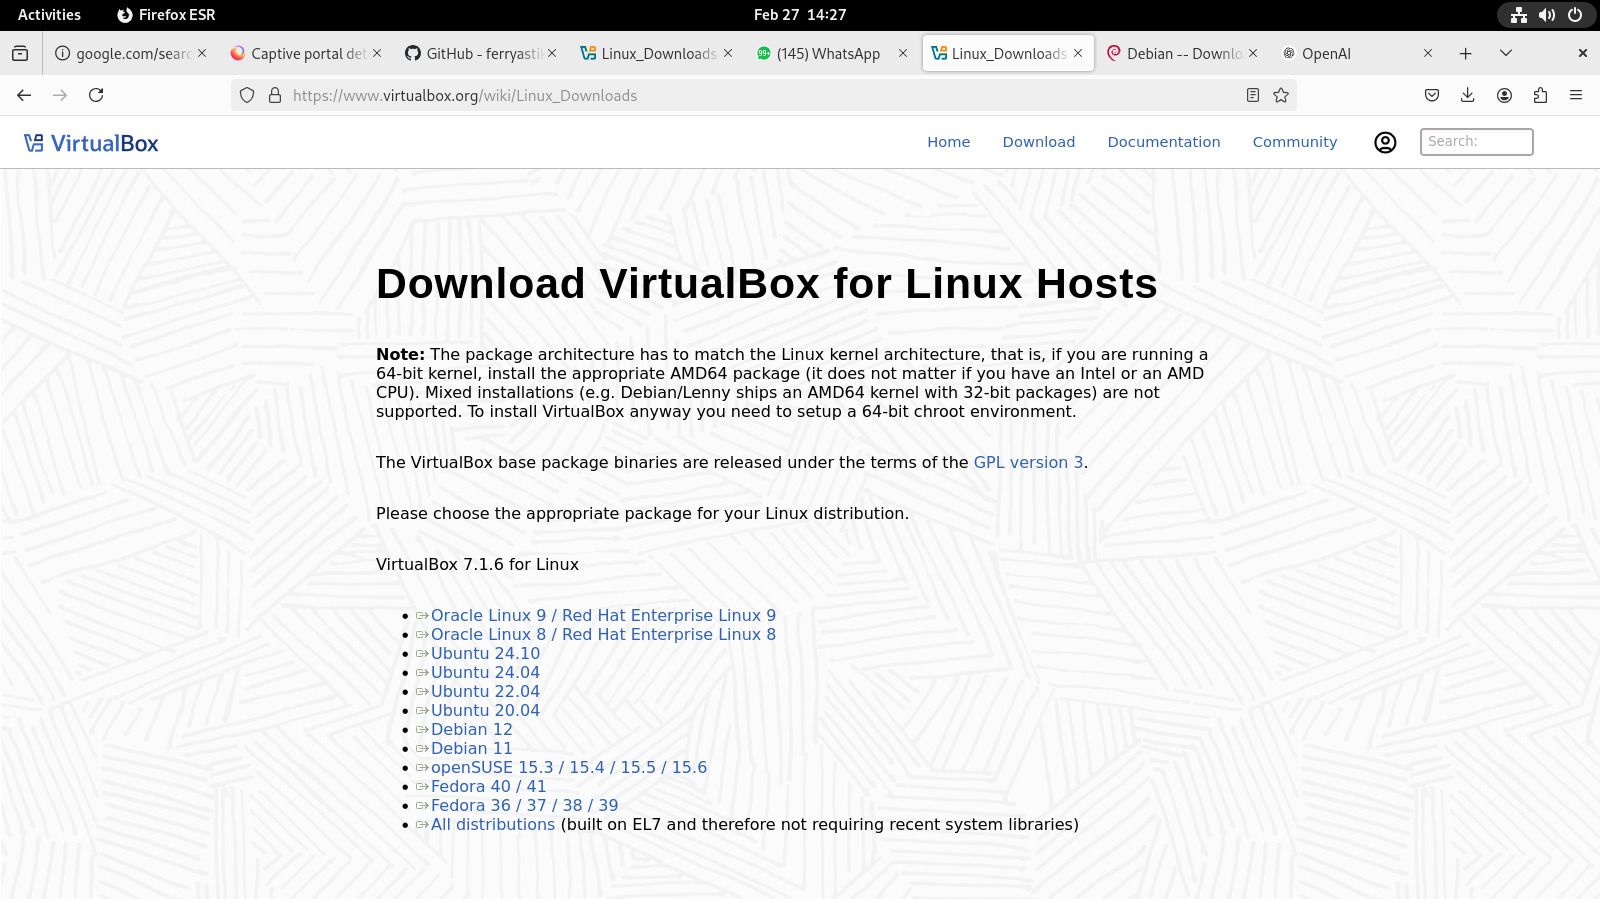 Activities
Firefox ESR
Feb 27 14:27
google.com/searc
Captive portal det
GitHub - ferryasti
Linux_Downloads
99+
(145) WhatsApp
Linux_Downloads
Debian -- Downlo
OpenAI
https://www.virtualbox.org/wiki/Linux_Downloads
VirtualBox
Home
Download
Documentation
Community
Search:
Download VirtualBox for Linux Hosts
Note: The package architecture has to match the Linux kernel architecture, that is, if you are running a
64-bit kernel, install the appropriate AMD64 package (it does not matter if you have an Intel or an AMD
CPU). Mixed installations (e.g. Debian/Lenny ships an AMD64 kernel with 32-bit packages) are not
supported. To install VirtualBox anyway you need to setup a 64-bit chroot environment.
The VirtualBox base package binaries are released under the terms of the GPL version 3.
Please choose the appropriate package for your Linux distribution.
VirtualBox 7.1.6 for Linux
Oracle Linux 9 / Red Hat Enterprise Linux 9
Oracle Linux 8 / Red Hat Enterprise Linux 8
Ubuntu 24.10
Ubuntu 24.04
Ubuntu 22.04
Ubuntu 20.04
Debian 12
Debian 11
openSUSE 15.3 / 15.4 / 15.5 / 15.6
Fedora 40 / 41
Fedora 36 / 37 / 38 / 39
All distributions (built on EL7 and therefore not requiring recent system libraries)